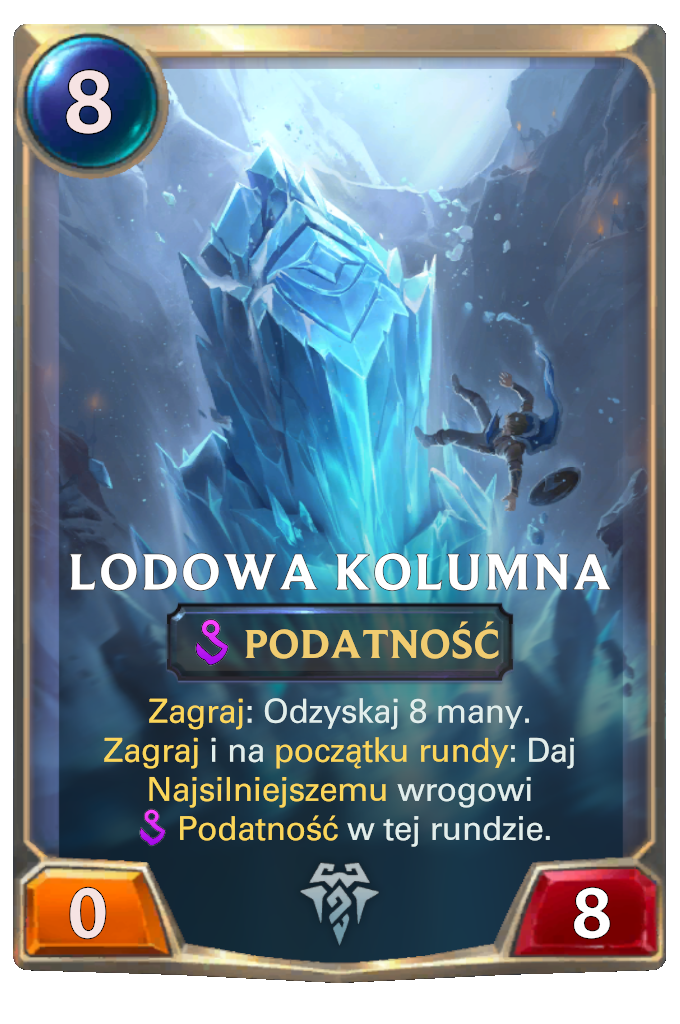 8
LODOWA KOLUMNA
PODATNOŚĆ
Zagraj: Odzyskaj 8 many.
Zagraj i na początku rundy: Daj
Najsilniejszemu wrogowi
Podatność w tej rundzie.
0
8